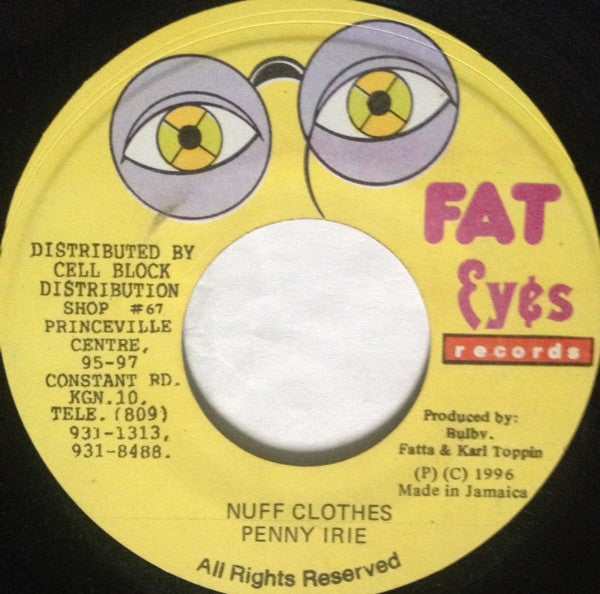 FAT
Eye¢s
records
DISTRIBUTED BY
CELL BLOCK
DISTRIBUTION
SHOP #67
PRINCEVILLE
CENTRE,
95-97
CONSTANT RD.
KGN.10,
TELE. (809)
931-1313,
931-8488.
Produced by:
Bulby,
Fatta & Karl Toppin
(P) (C) 1996
Made in Jamaica
NUFF CLOTHES
PENNY IRIE
All Rights Reserved